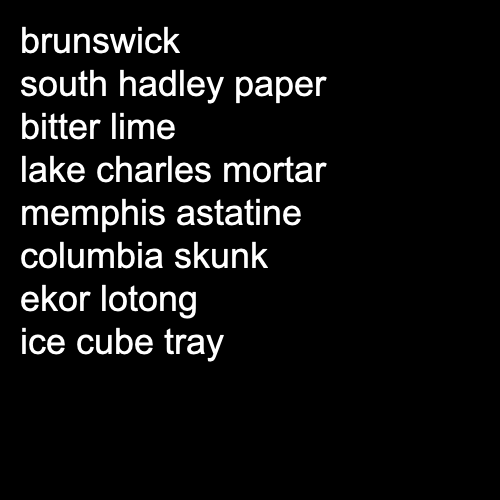 brunswick
south hadley paper
bitter lime
lake charles mortar
memphis astatine
columbia skunk
ekor lotong
ice cube tray